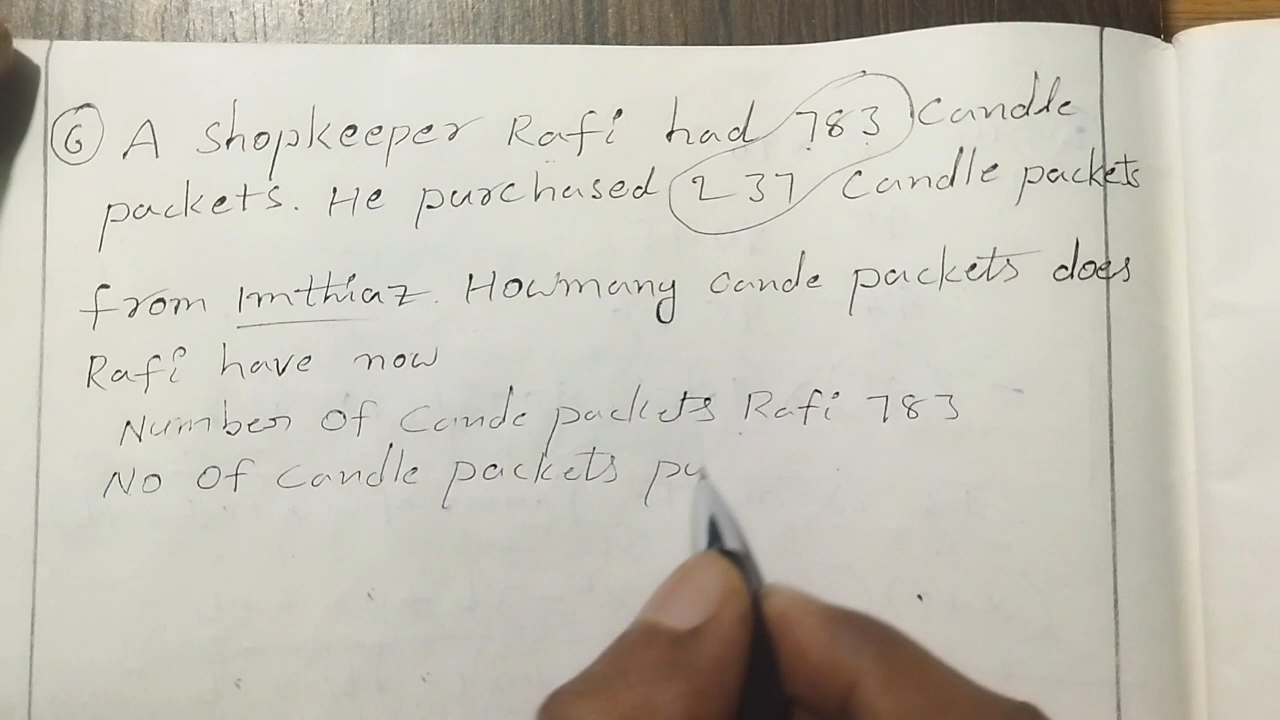 6 A shopkeeper Rafi had 783 Candle
packets. He purchased 237 Candle packets
from Imthiaz. Howmany Cande packets does
Rafi have now
Number of Cande packets Rafi 783
No of Candle packets pu